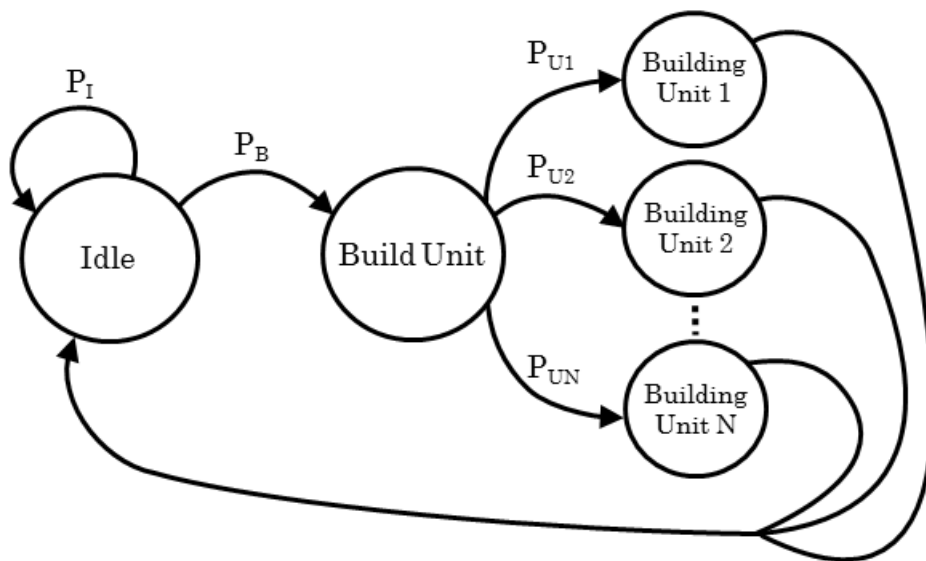 P_I
Idle
P_B
Build Unit
P_U1
Building
Unit 1
P_U2
Building
Unit 2
P_UN
Building
Unit N